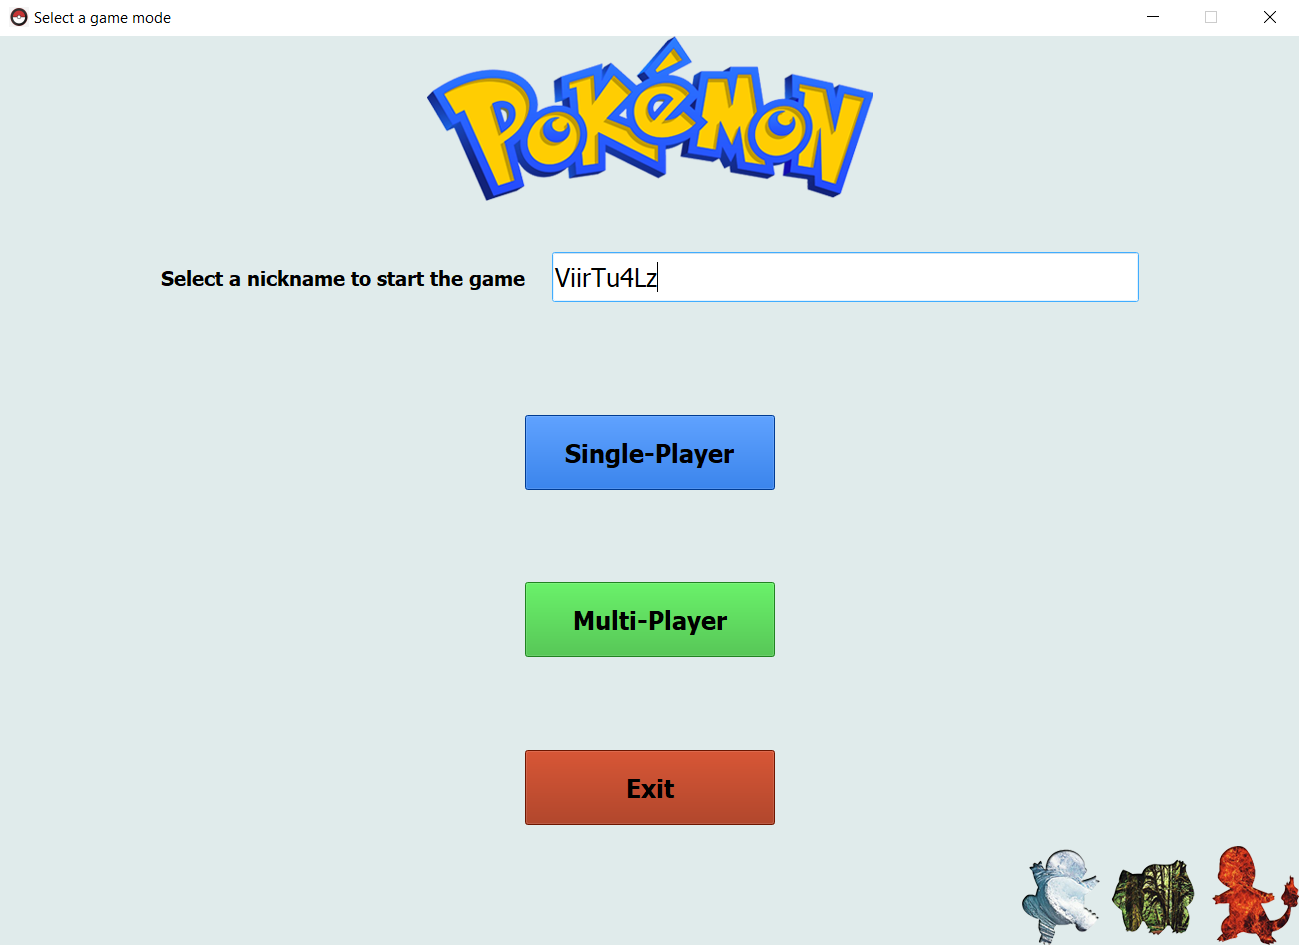 Select a game mode
POKéMON
Select a nickname to start the game
ViirTu4Lz
Single-Player
Multi-Player
Exit